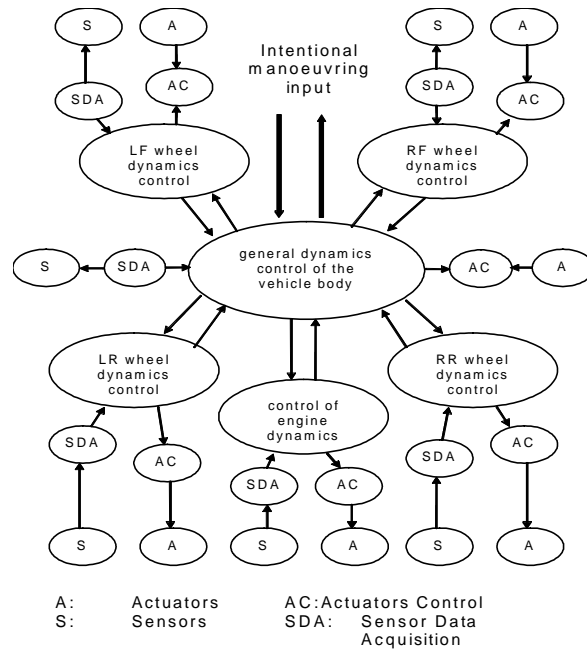 S
A
S
A
Intentional
manoeuvring
input
SDA
AC
SDA
AC
LF wheel
dynamics
control
RF wheel
dynamics
control
S
SDA
general dynamics
control of the
vehicle body
AC
A
LR wheel
dynamics
control
RR wheel
dynamics
control
control of
engine
dynamics
SDA
AC
SDA
AC
SDA
AC
S
A
S
A
S
A
A: Actuators AC:Actuators Control
S: Sensors SDA: Sensor Data
Acquisition